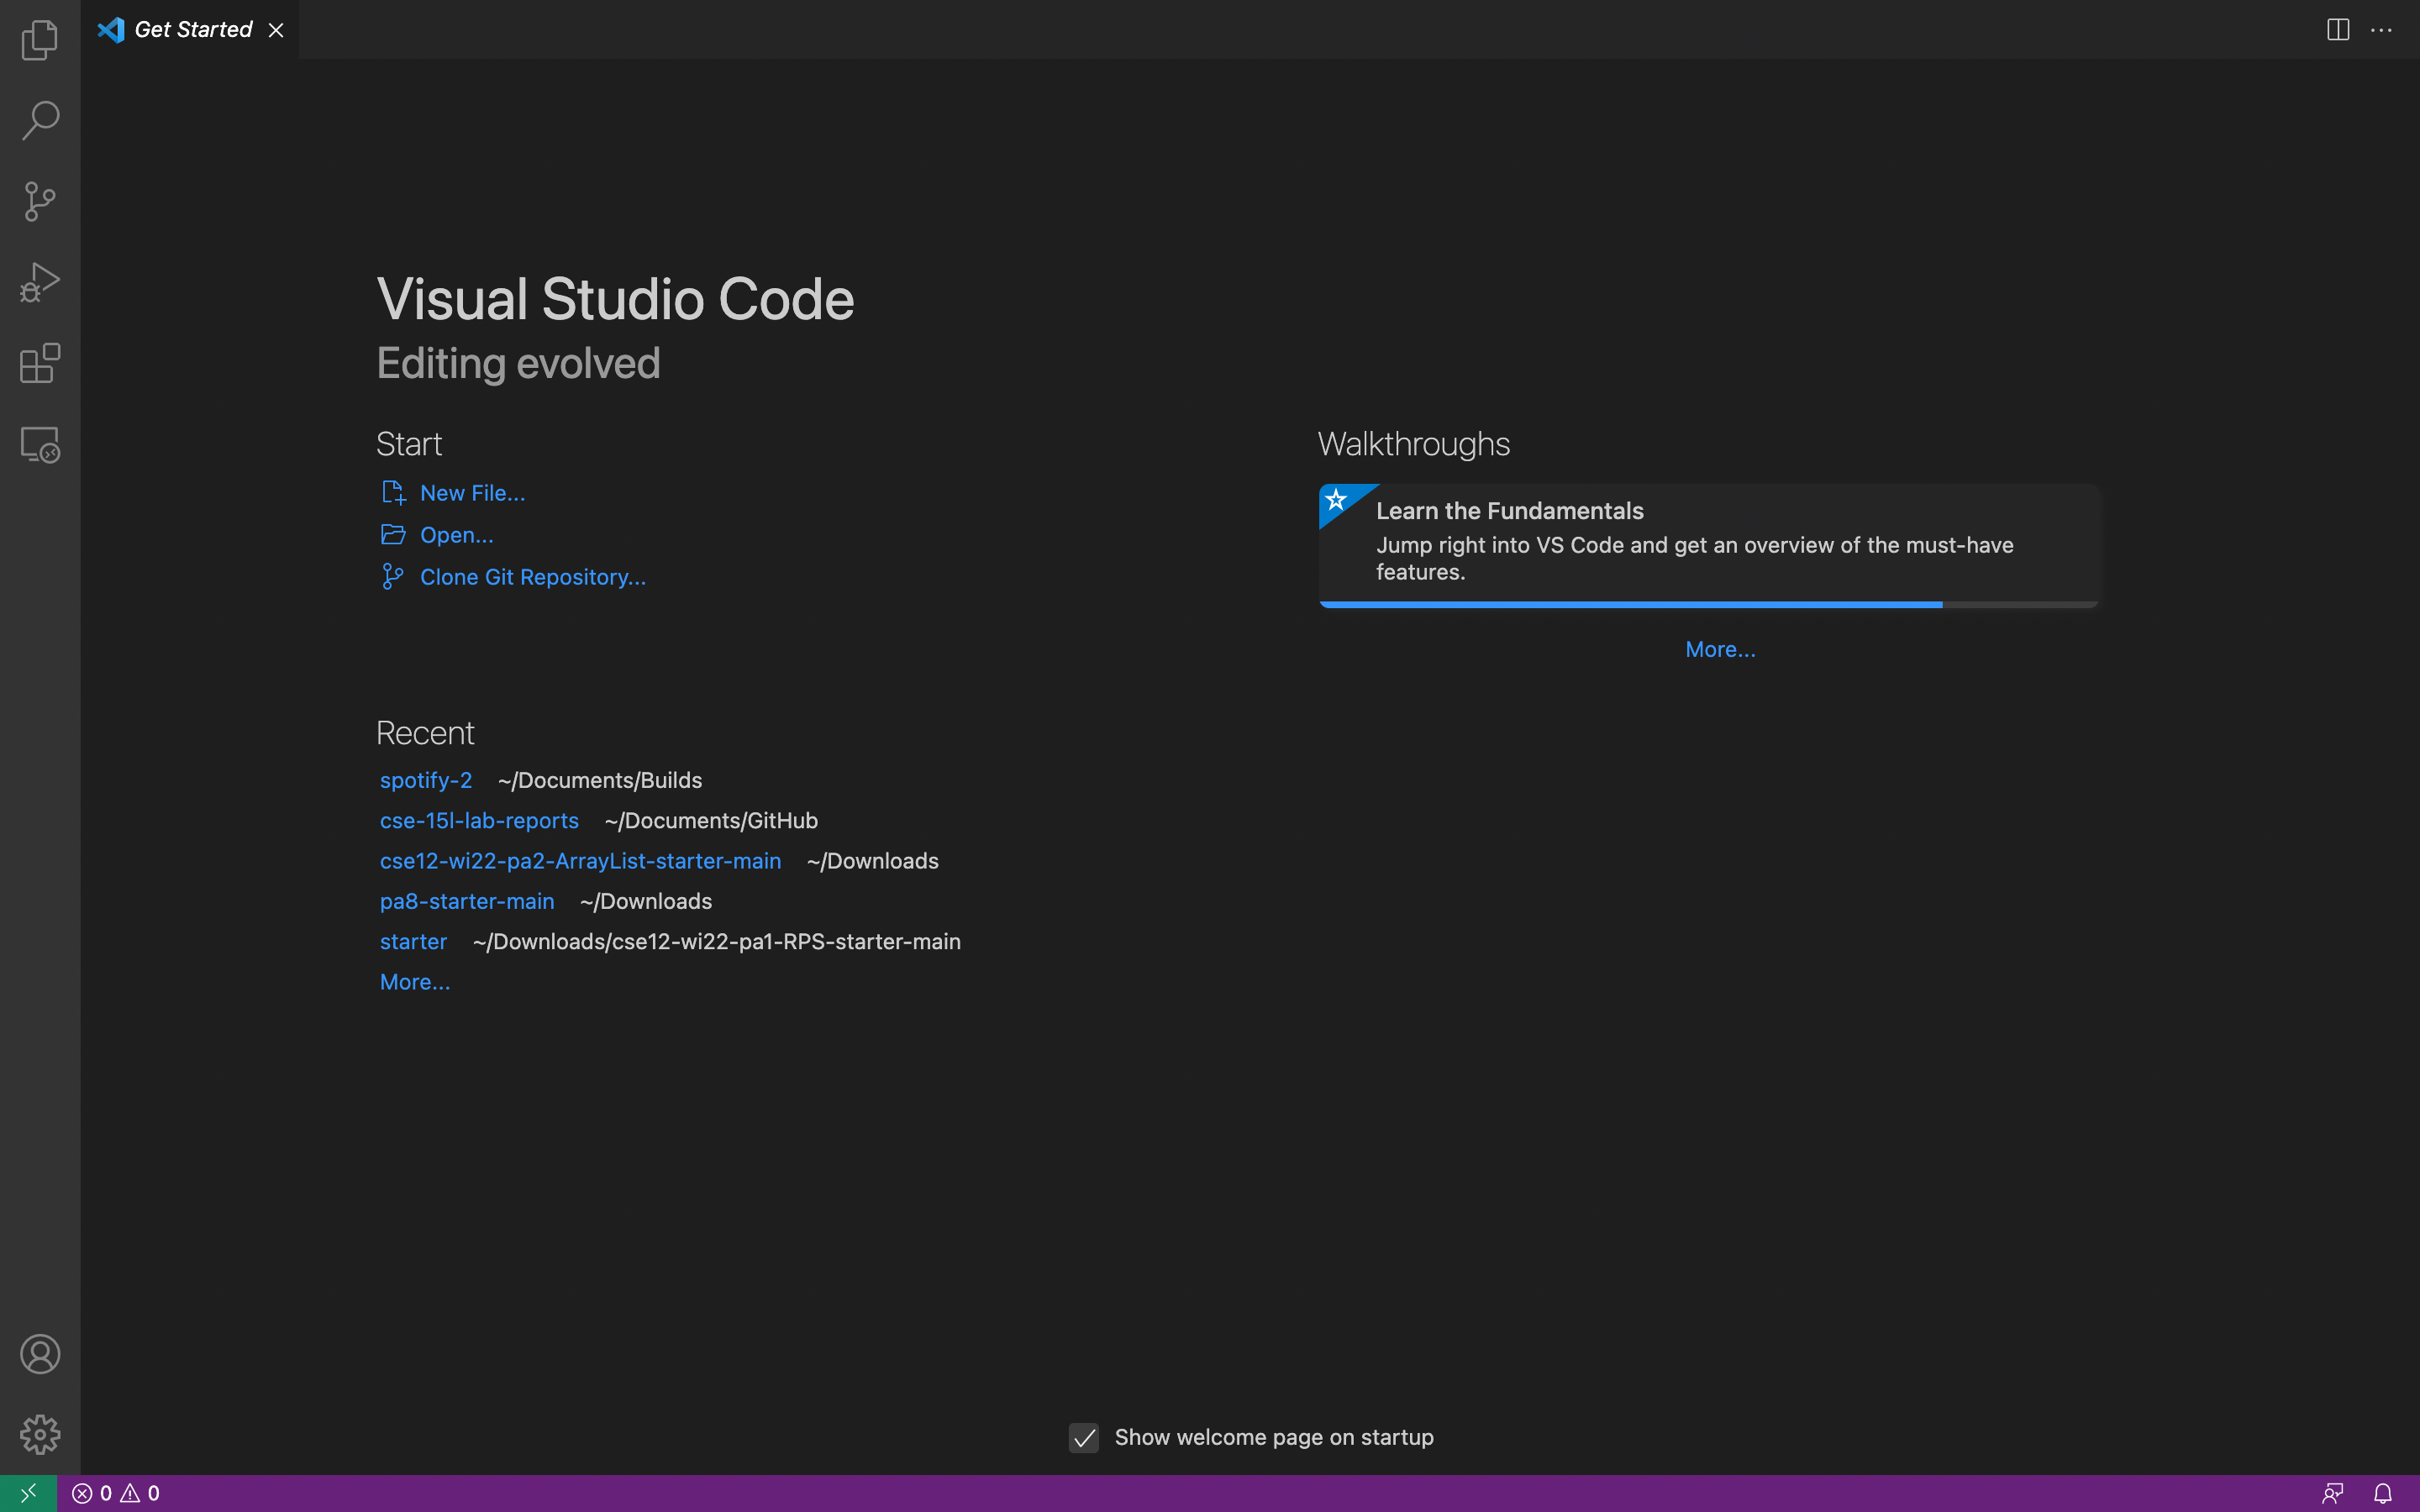 Get Started
Visual Studio Code
Editing evolved
Start
New File...
Open...
Clone Git Repository...
Recent
spotify-2 ~/Documents/Builds
cse-15l-lab-reports ~/Documents/GitHub
cse12-wi22-pa2-ArrayList-starter-main ~/Downloads
pa8-starter-main ~/Downloads
starter ~/Downloads/cse12-wi22-pa1-RPS-starter-main
More...
Walkthroughs
Learn the Fundamentals
Jump right into VS Code and get an overview of the must-have
features.
More...
Show welcome page on startup
0 0